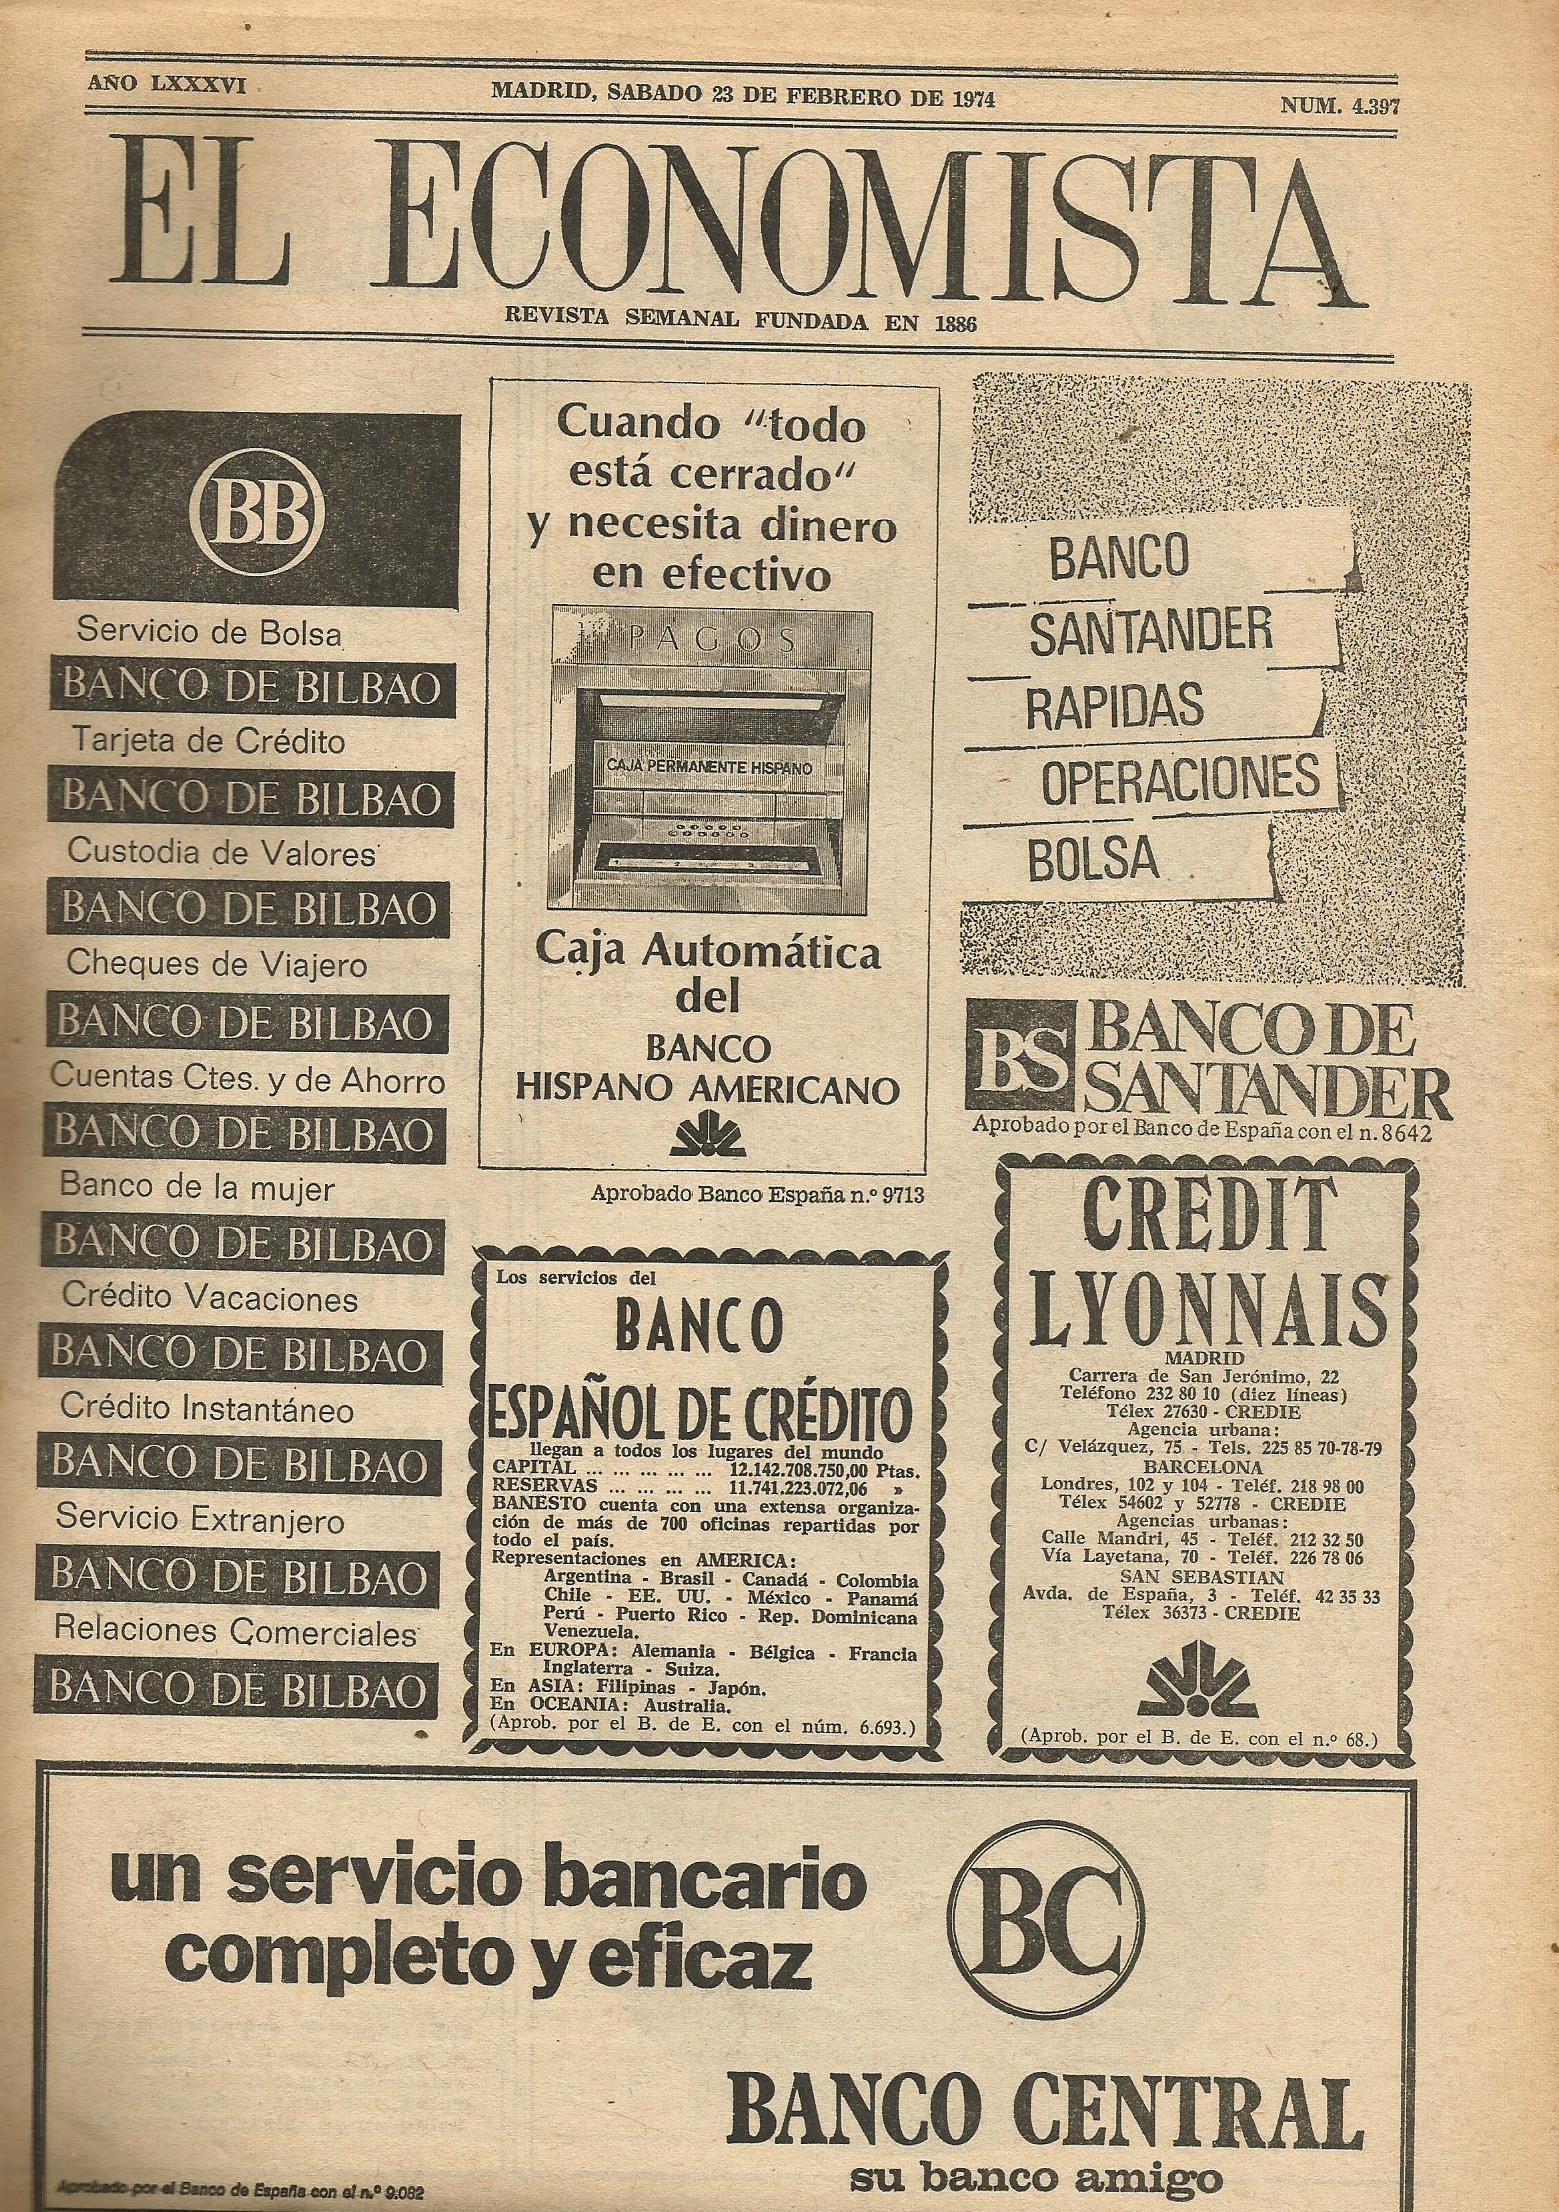 AÑO LXXXVI
MADRID, SABADO 23 DE FEBRERO DE 1974
NUM. 4.397
EL ECONOMISTA
REVISTA SEMANAL FUNDADA EN 1886
BB
Servicio de Bolsa
BANCO DE BILBAO
Tarjeta de Crédito
BANCO DE BILBAO
Custodia de Valores
BANCO DE BILBAO
Cheques de Viajero
BANCO DE BILBAO
Cuentas Ctes. y de Ahorro
BANCO DE BILBAO
Banco de la mujer
BANCO DE BILBAO
Crédito Vacaciones
BANCO DE BILBAO
Crédito Instantáneo
BANCO DE BILBAO
Servicio Extranjero
BANCO DE BILBAO
Relaciones Comerciales
BANCO DE BILBAO
Cuando "todo
está cerrado"
y necesita dinero
en efectivo
PAGOS
CAJA PERMANENTE HISPANO
Caja Automática
del
BANCO
HISPANO AMERICANO
Aprobado Banco España n.º 9713
Los servicios del
BANCO
ESPAÑOL DE CRÉDITO
llegan a todos los lugares del mundo
CAPITAL ... ... ... ... ... 12.142.708.750,00 Ptas.
RESERVAS ... ... ... ... 11.741.223.072,06 »
BANESTO cuenta con una extensa organiza-
ción de más de 700 oficinas repartidas por
todo el país.
Representaciones en AMERICA:
Argentina - Brasil - Canadá - Colombia
Chile - EE. UU. - México - Panamá
Perú - Puerto Rico - Rep. Dominicana
Venezuela.
En EUROPA: Alemania - Bélgica - Francia
Inglaterra - Suiza.
En ASIA: Filipinas - Japón.
En OCEANIA: Australia.
(Aprob. por el B. de E. con el núm. 6.693.)
BANCO
SANTANDER
RAPIDAS
OPERACIONES
BOLSA
BS
BANCO DE
SANTANDER
Aprobado por el Banco de España con el n. 8642
CREDIT
LYONNAIS
MADRID
Carrera de San Jerónimo, 22
Teléfono 232 80 10 (diez líneas)
Télex 27630 - CREDIE
Agencia urbana:
C/ Velázquez, 75 - Tels. 225 85 70-78-79
BARCELONA
Londres, 102 y 104 - Teléf. 218 98 00
Télex 54602 y 52778 - CREDIE
Agencias urbanas:
Calle Mandri, 45 - Teléf. 212 32 50
Vía Layetana, 70 - Teléf. 226 78 06
SAN SEBASTIAN
Avda. de España, 3 - Teléf. 42 35 33
Télex 36373 - CREDIE
(Aprob. por el B. de E. con el n.º 68.)
un servicio bancario
completo y eficaz
BC
BANCO CENTRAL
su banco amigo
Aprobado por el Banco de España con el n.º 9.082